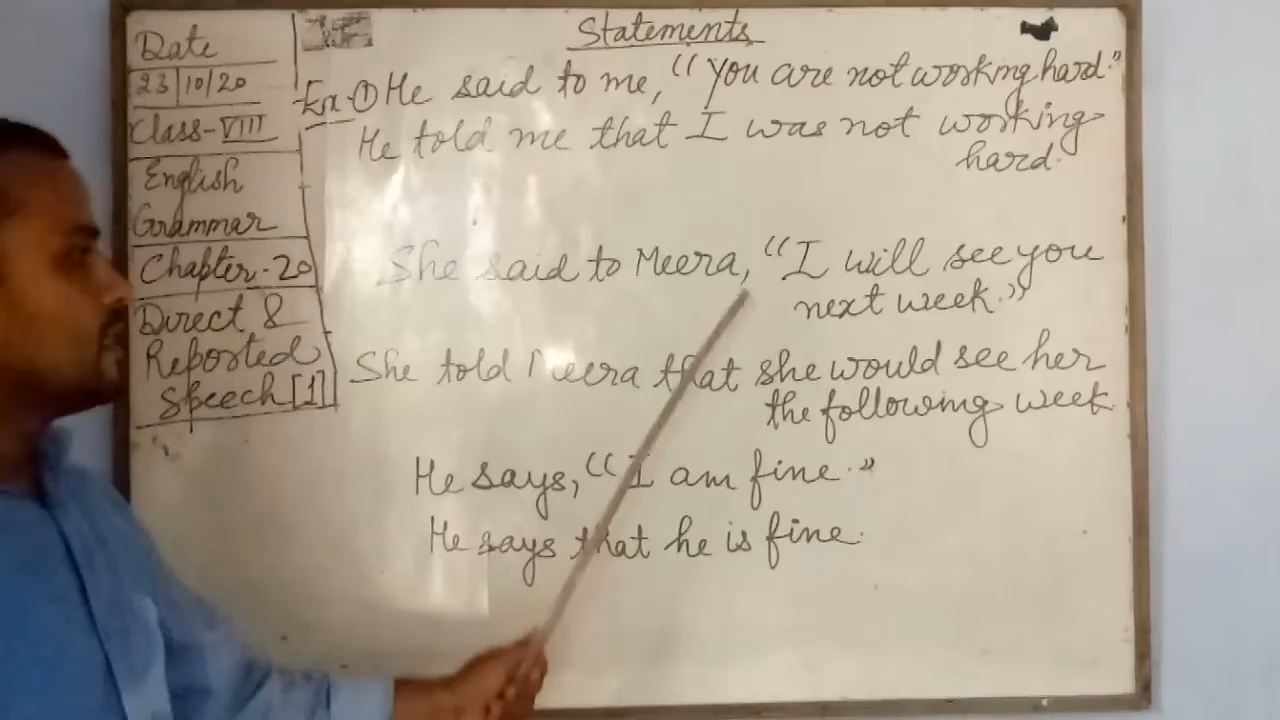 Statements
Date
23/10/20
Class-VIII
English
Grammar
Chapter-20
Direct &
Reported
Speech [1]
Ex-① He said to me, "You are not working hard."
He told me that I was not working
hard.
She said to Meera, "I will see you
next week."
She told Meera that she would see her
the following week
He says, "I am fine."
He says that he is fine.